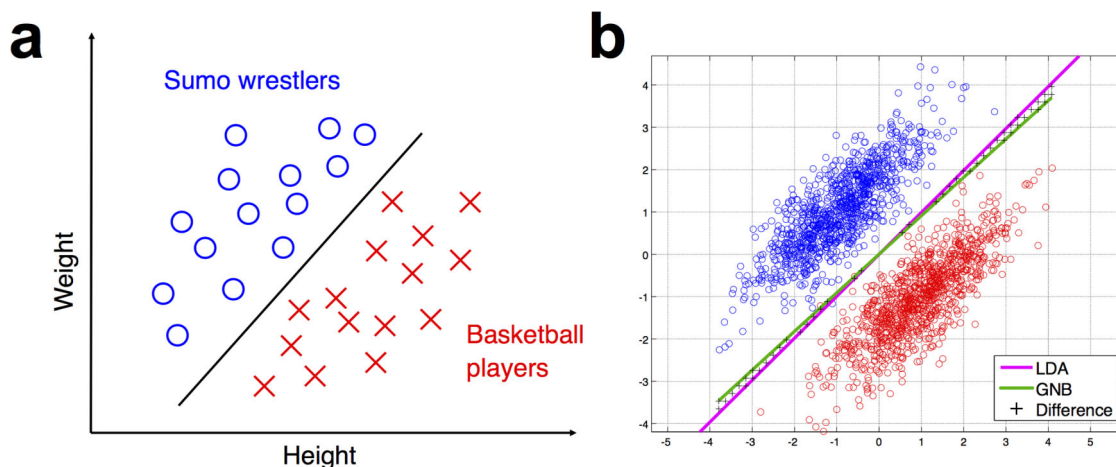 a
Sumo wrestlers
Weight
Basketball
players
Height
b
4
3
2
1
0
-1
-2
-3
-4
-5
-4
-3
-2
-1
0
1
2
3
4
5
LDA
GNB
Difference